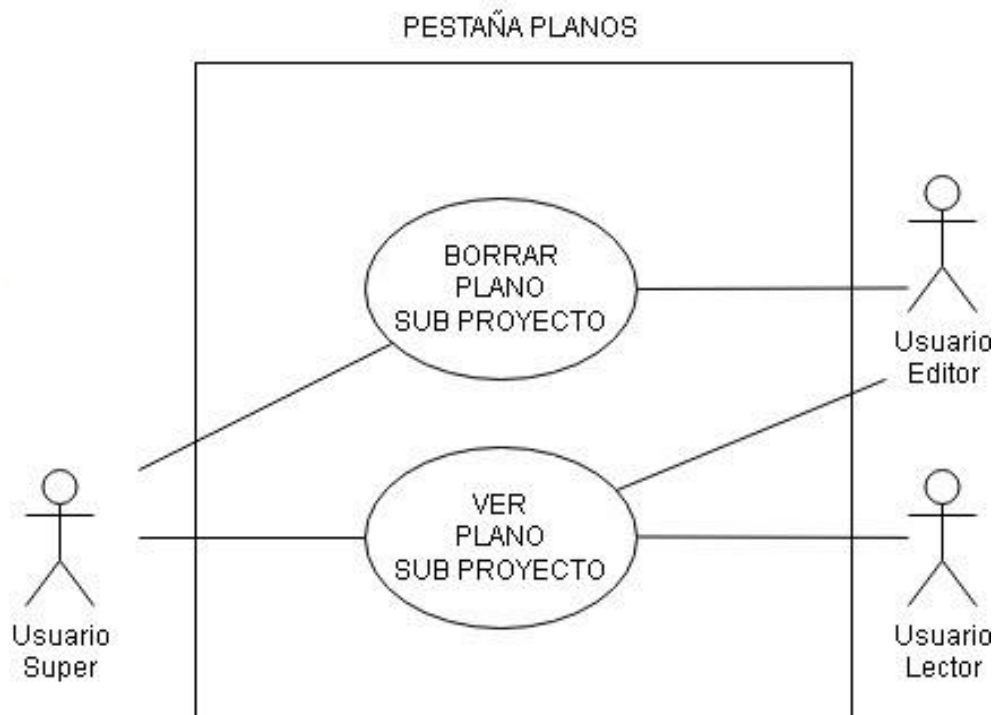 PESTAÑA PLANOS
BORRAR
PLANO
SUB PROYECTO
Usuario
Editor
VER
PLANO
SUB PROYECTO
Usuario
Super
Usuario
Lector